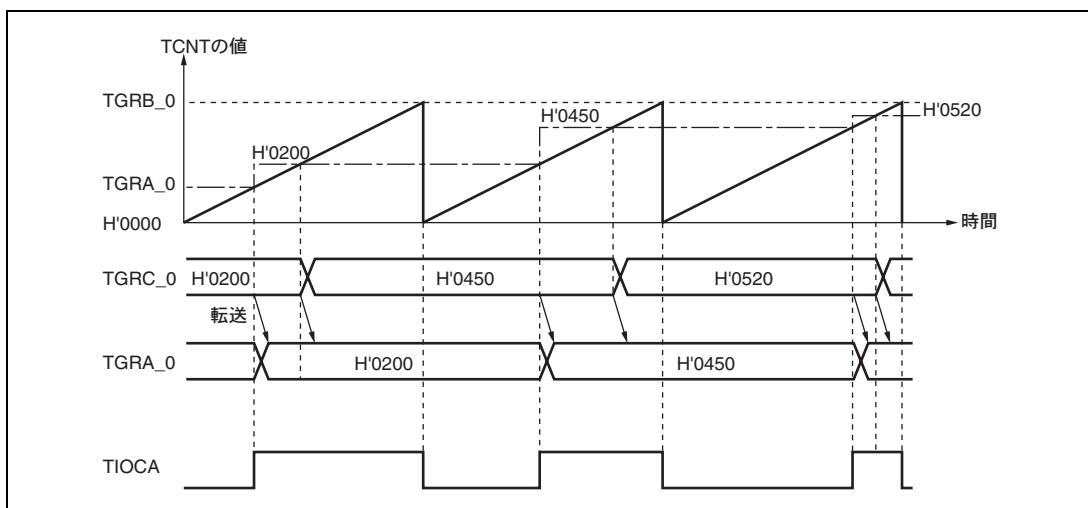 TCNTの値
TGRB_0
H'0520
H'0450
H'0200
TGRA_0
H'0000
時間
TGRC_0
H'0200
H'0450
H'0520
転送
TGRA_0
H'0200
H'0450
TIOCA